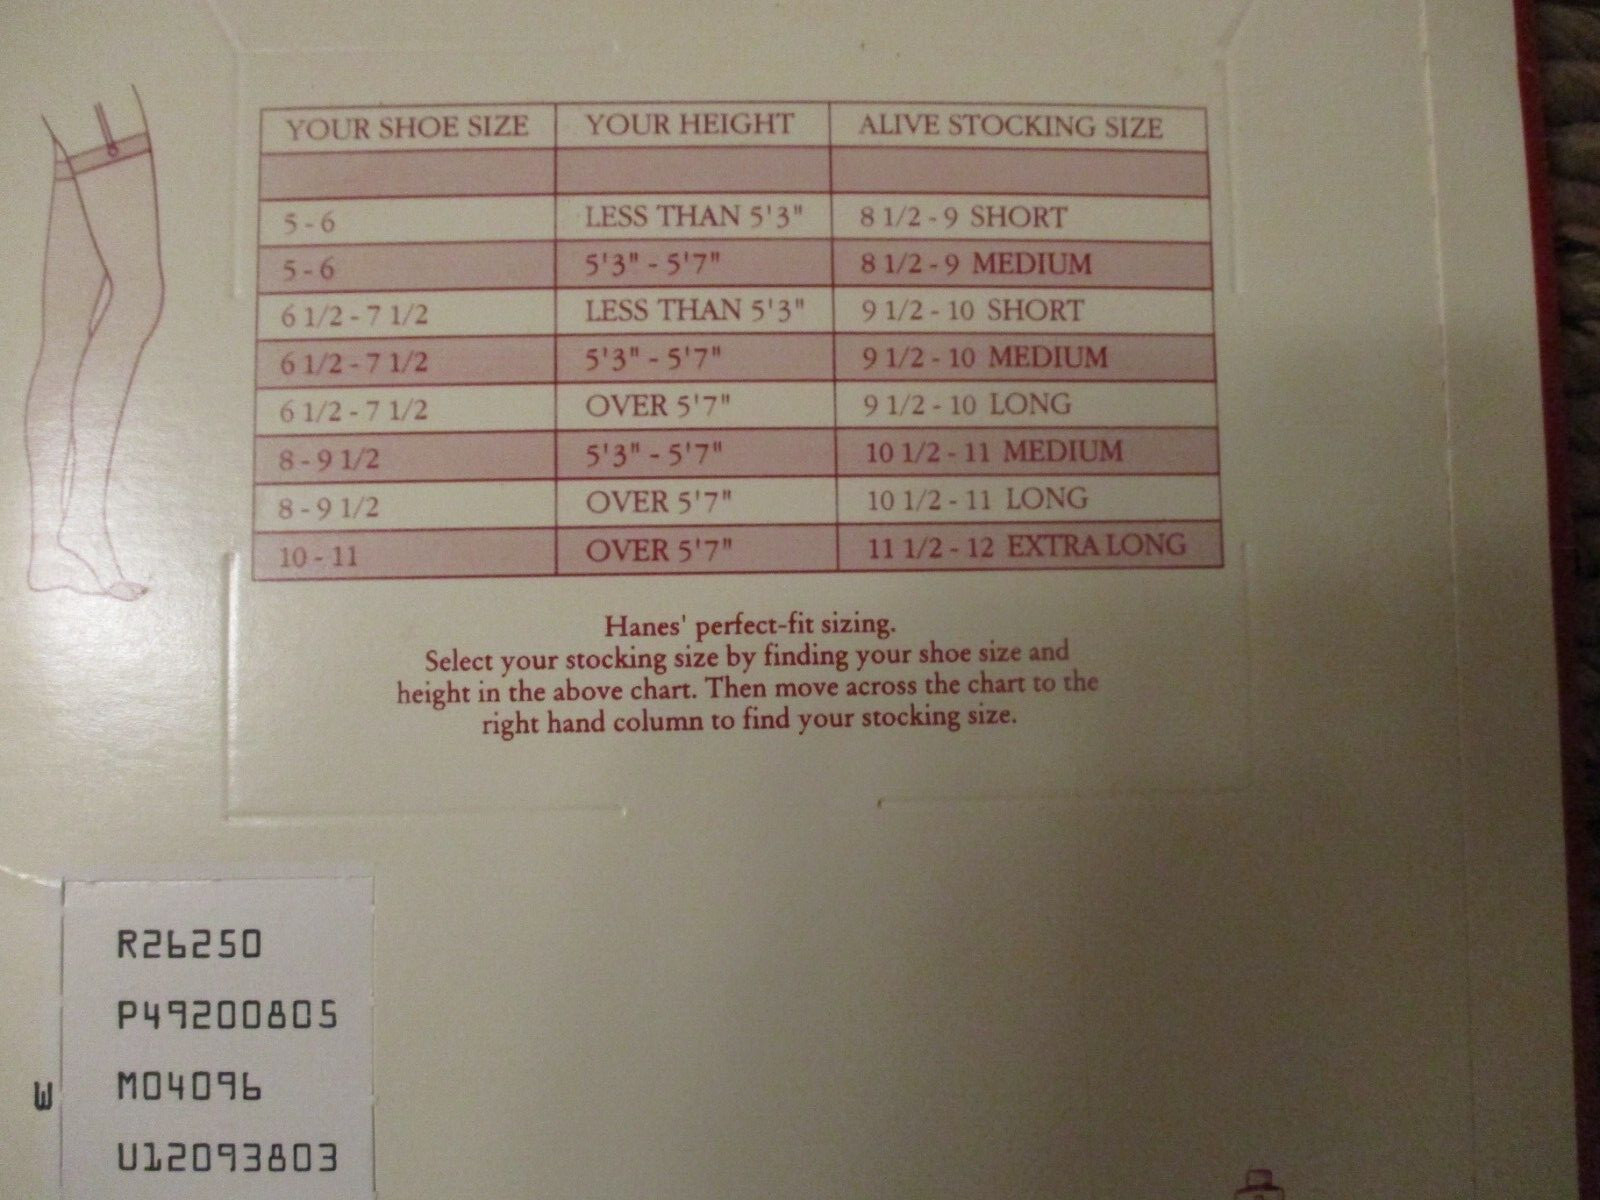 YOUR SHOE SIZE YOUR HEIGHT ALIVE STOCKING SIZE
5 - 6 LESS THAN 5'3" 8 1/2 - 9 SHORT
5 - 6 5'3" - 5'7" 8 1/2 - 9 MEDIUM
6 1/2 - 7 1/2 LESS THAN 5'3" 9 1/2 - 10 SHORT
6 1/2 - 7 1/2 5'3" - 5'7" 9 1/2 - 10 MEDIUM
6 1/2 - 7 1/2 OVER 5'7" 9 1/2 - 10 LONG
8 - 9 1/2 5'3" - 5'7" 10 1/2 - 11 MEDIUM
8 - 9 1/2 OVER 5'7" 10 1/2 - 11 LONG
10 - 11 OVER 5'7" 11 1/2 - 12 EXTRA LONG
Hanes' perfect-fit sizing.
Select your stocking size by finding your shoe size and
height in the above chart. Then move across the chart to the
right hand column to find your stocking size.
R26250
P49200805
M04096
U12093803